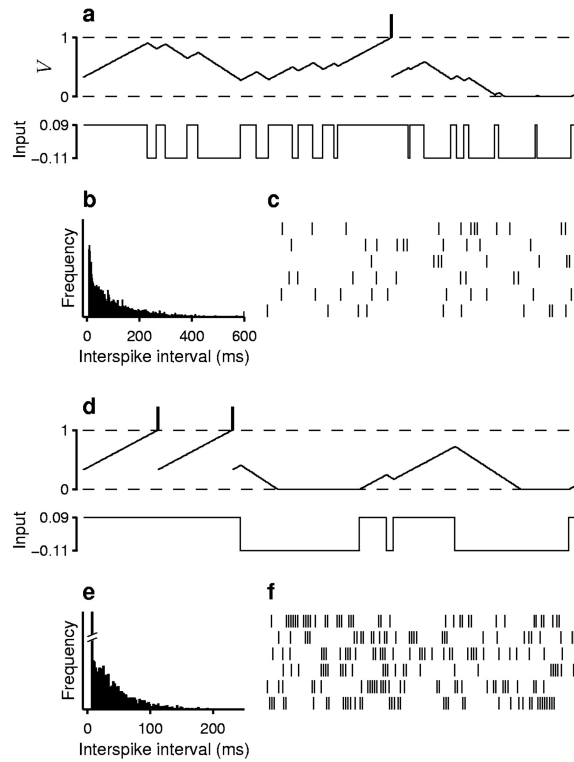 a
1
V
0
Input
0.09
−0.11
b
c
Frequency
0 200 400 600
Interspike interval (ms)
d
1
0
Input
0.09
−0.11
e
f
Frequency
0 100 200
Interspike interval (ms)